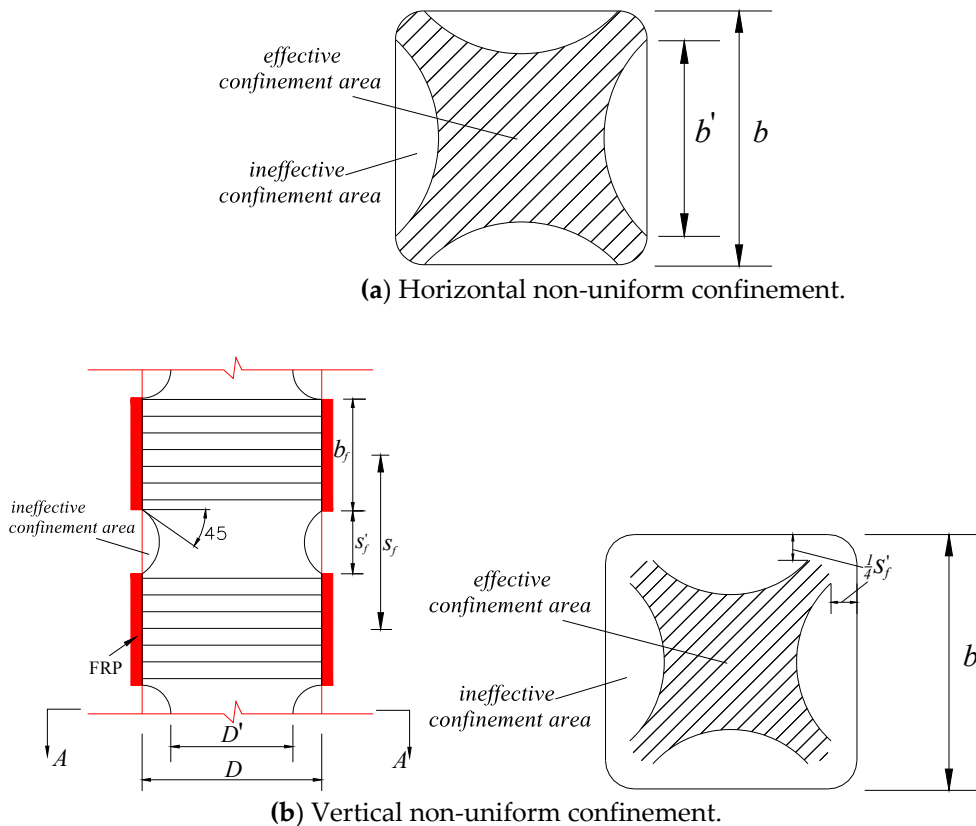 effective
confinement area
ineffective
confinement area
b'
b
(a) Horizontal non-uniform confinement.
b_f
ineffective
confinement area
45
s'_f
s_f
FRP
D'
D
A
A
effective
confinement area
ineffective
confinement area
1/4 s'_f
b
(b) Vertical non-uniform confinement.